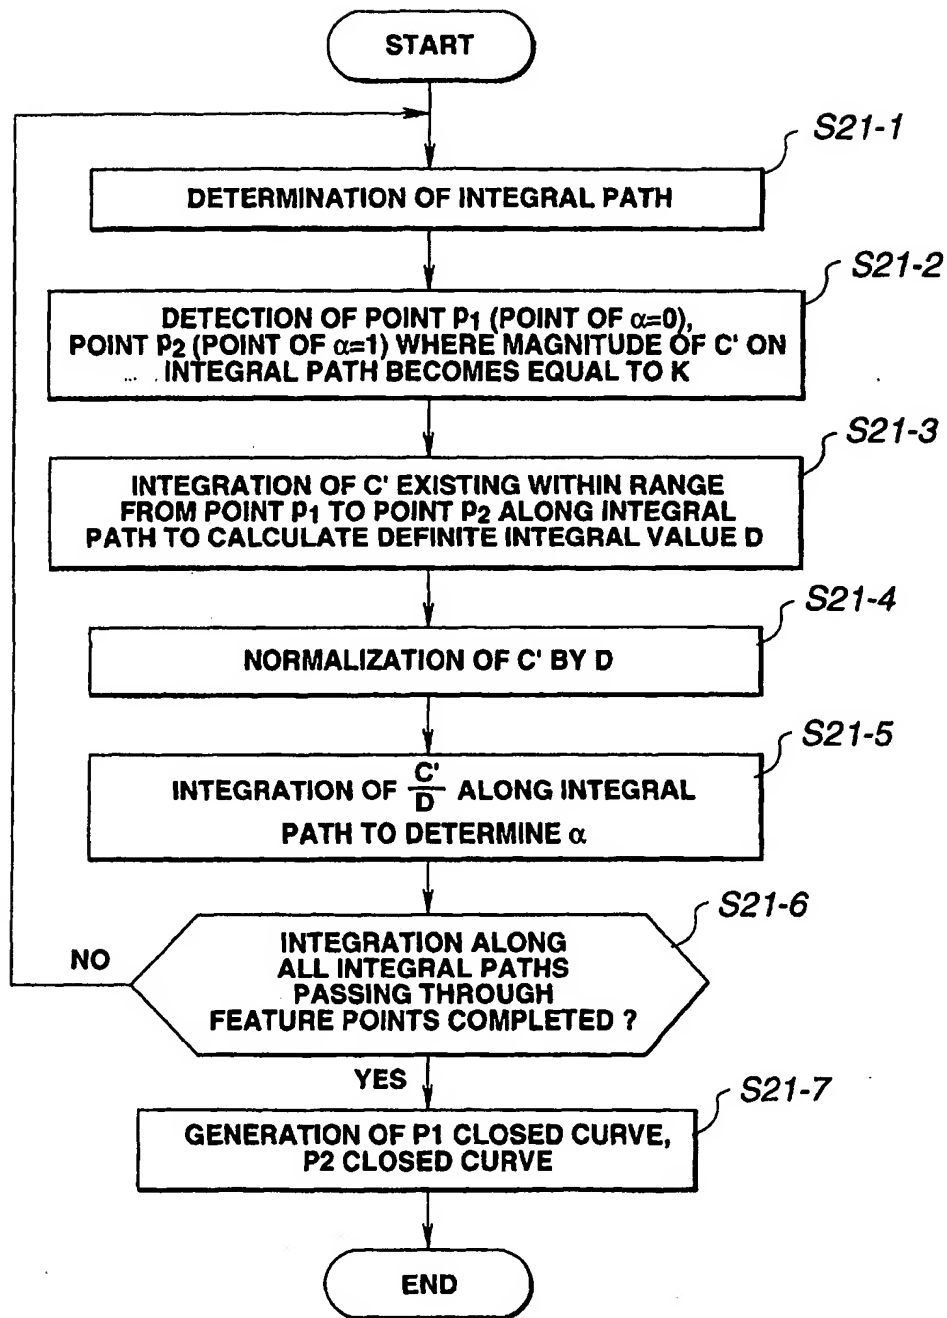 START
S21-1
DETERMINATION OF INTEGRAL PATH
S21-2
DETECTION OF POINT P1 (POINT OF α=0),
POINT P2 (POINT OF α=1) WHERE MAGNITUDE OF C' ON
INTEGRAL PATH BECOMES EQUAL TO K
S21-3
INTEGRATION OF C' EXISTING WITHIN RANGE
FROM POINT P1 TO POINT P2 ALONG INTEGRAL
PATH TO CALCULATE DEFINITE INTEGRAL VALUE D
S21-4
NORMALIZATION OF C' BY D
S21-5
INTEGRATION OF C'/D ALONG INTEGRAL
PATH TO DETERMINE α
S21-6
INTEGRATION ALONG
ALL INTEGRAL PATHS
PASSING THROUGH
FEATURE POINTS COMPLETED ?
NO
YES
S21-7
GENERATION OF P1 CLOSED CURVE,
P2 CLOSED CURVE
END